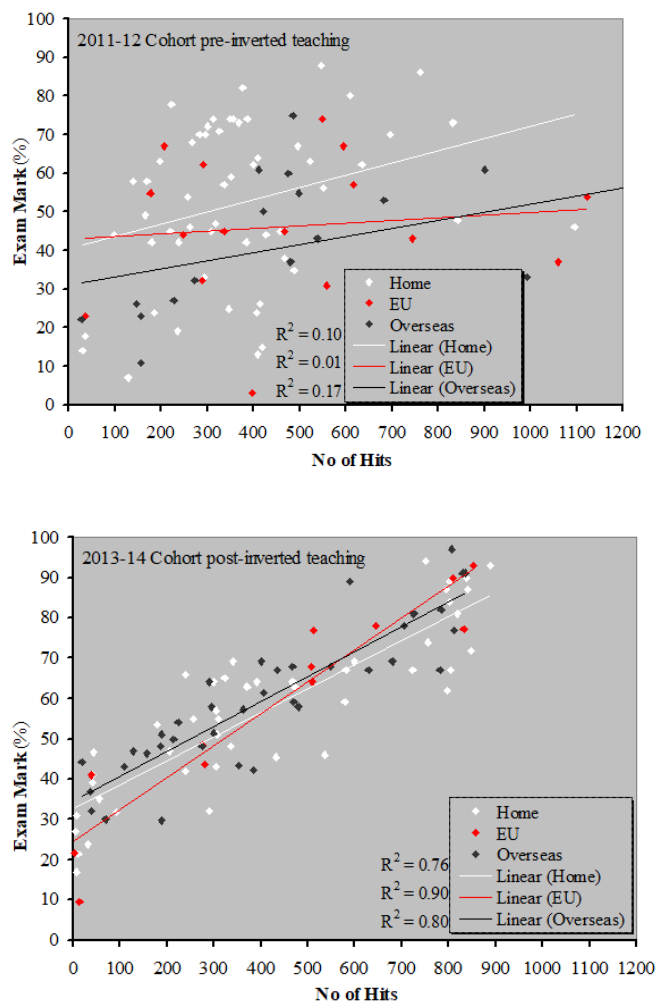 2011-12 Cohort pre-inverted teaching
100
90
80
70
60
50
40
30
20
10
0
Exam Mark (%)
Home
EU
Overseas
Linear (Home)
Linear (EU)
Linear (Overseas)
R² = 0.10
R² = 0.01
R² = 0.17
0 100 200 300 400 500 600 700 800 900 1000 1100 1200
No of Hits
2013-14 Cohort post-inverted teaching
100
90
80
70
60
50
40
30
20
10
0
Exam Mark (%)
Home
EU
Overseas
Linear (Home)
Linear (EU)
Linear (Overseas)
R² = 0.76
R² = 0.90
R² = 0.80
0 100 200 300 400 500 600 700 800 900 1000 1100 1200
No of Hits